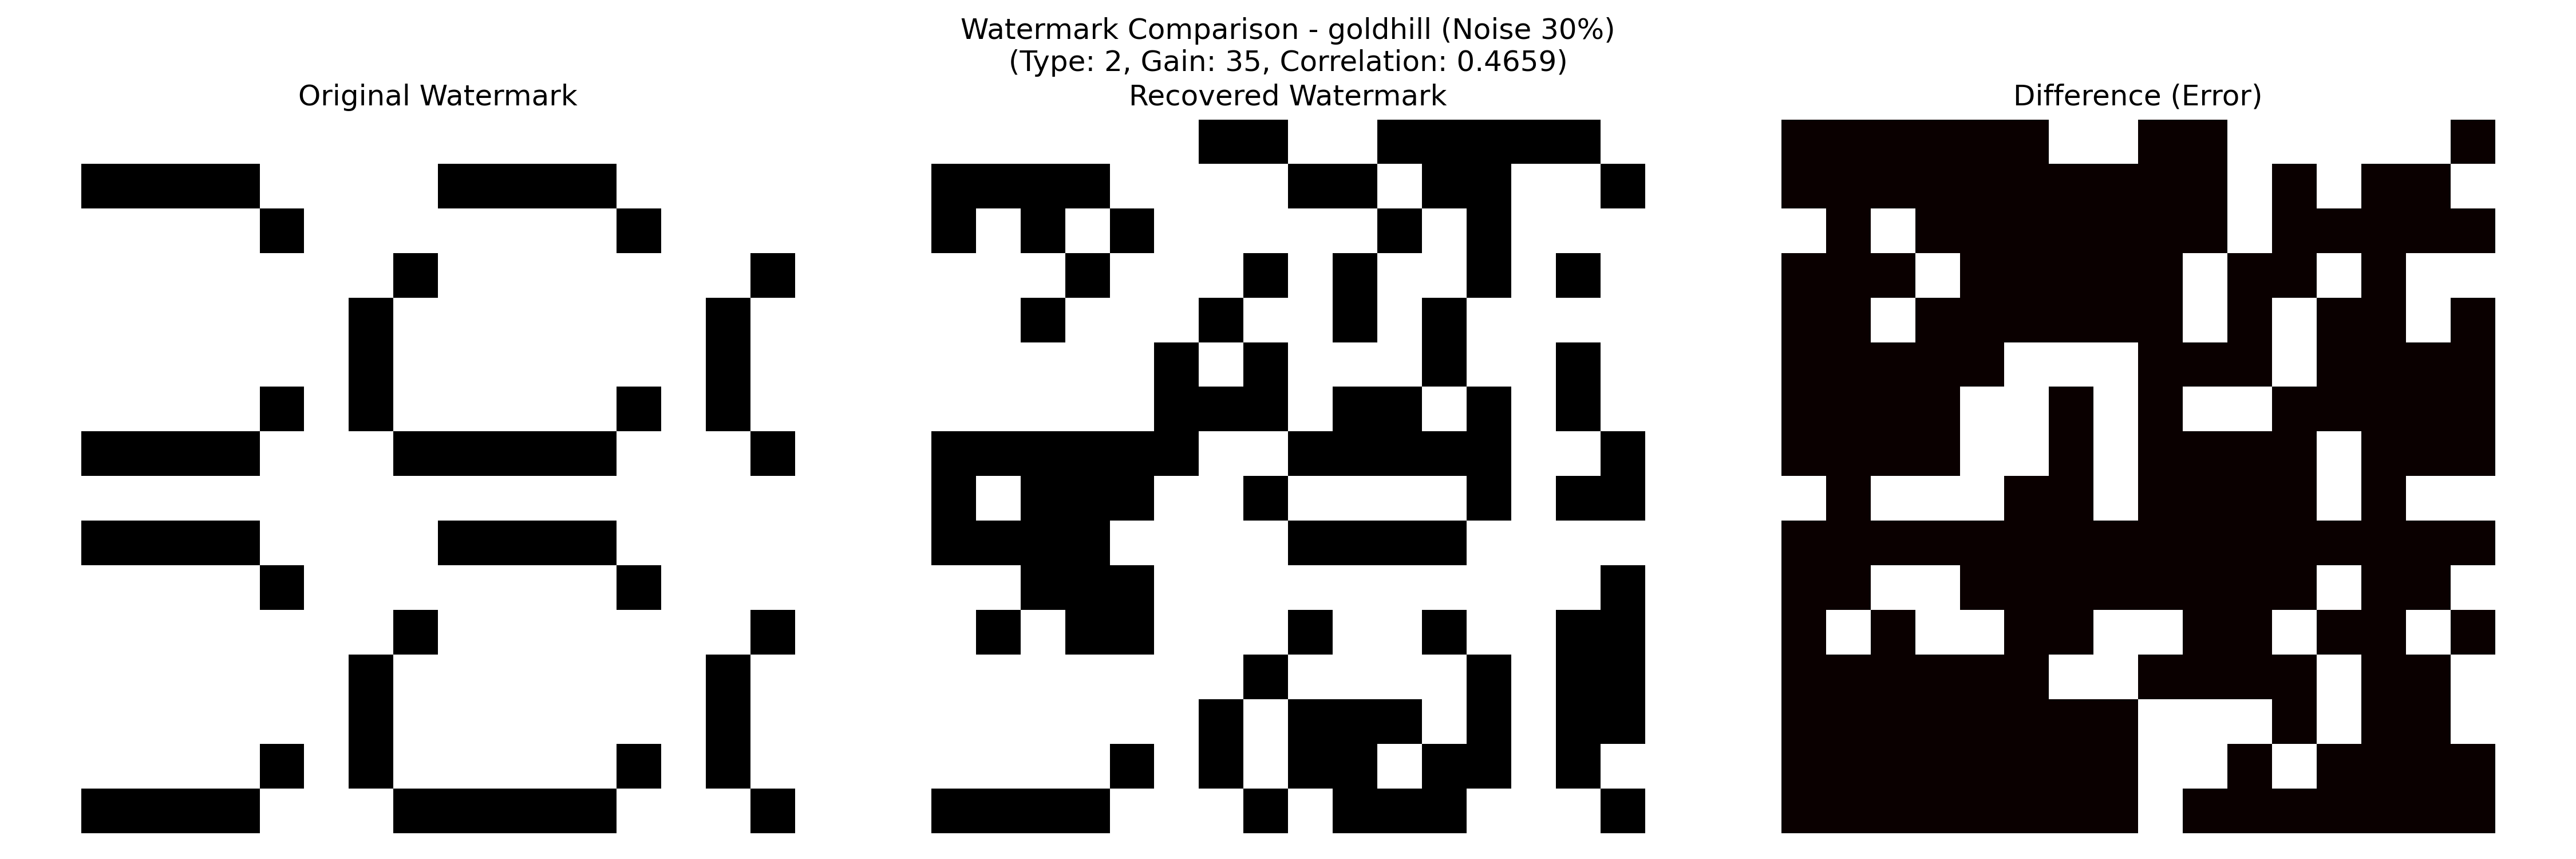 Watermark Comparison - goldhill (Noise 30%)
(Type: 2, Gain: 35, Correlation: 0.4659)
Original Watermark
Recovered Watermark
Difference (Error)